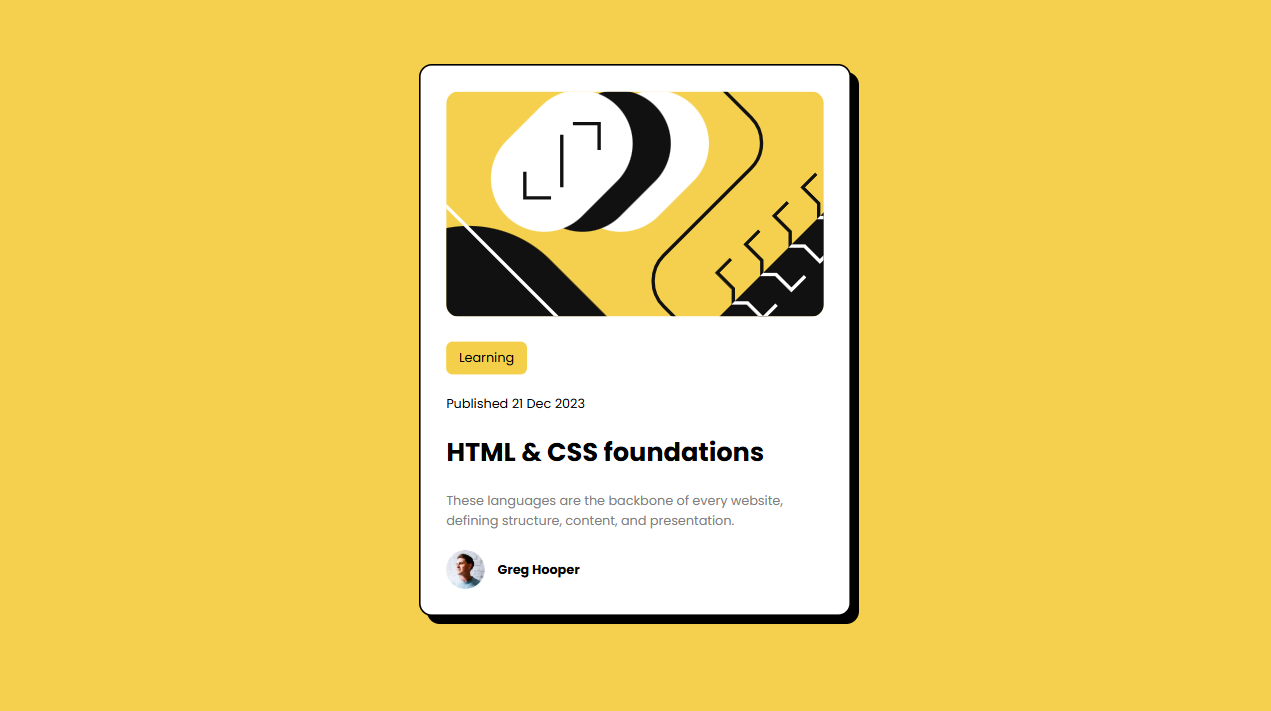 Learning
Published 21 Dec 2023
HTML & CSS foundations
These languages are the backbone of every website,
defining structure, content, and presentation.
Greg Hooper